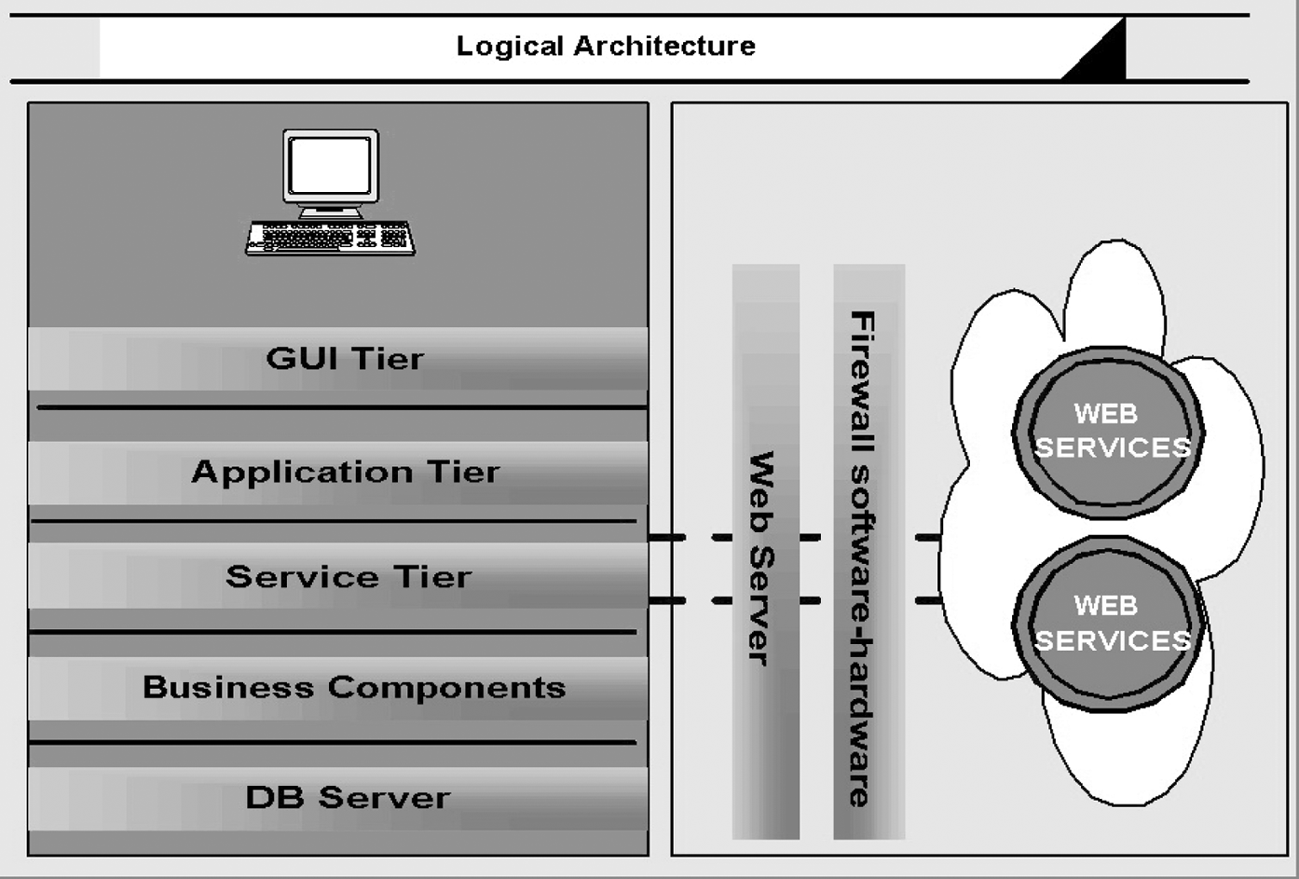 Logical Architecture
GUI Tier
Application Tier
Service Tier
Business Components
DB Server
Web Server
Firewall software-hardware
WEB
SERVICES
WEB
SERVICES